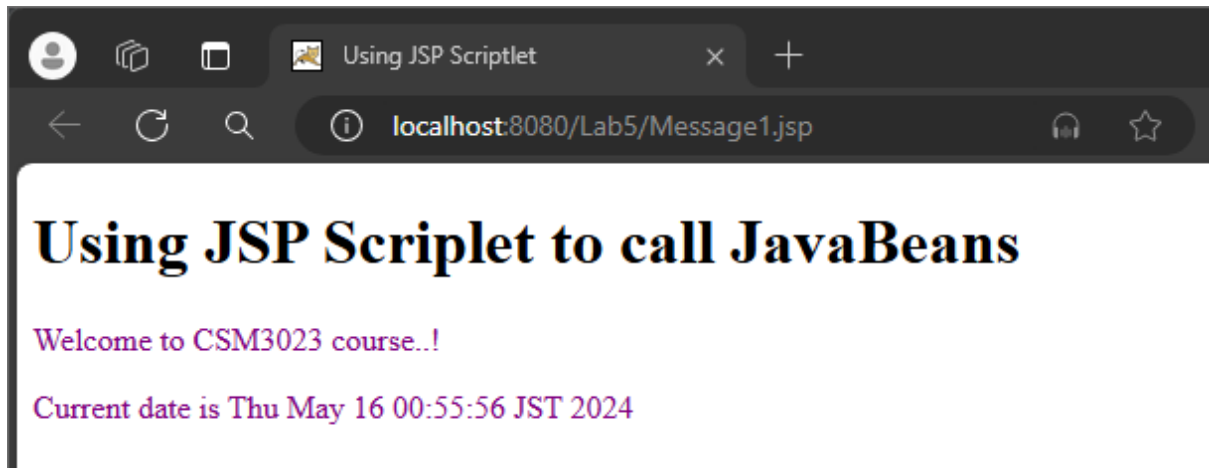 Using JSP Scriptlet
localhost:8080/Lab5/Message1.jsp
Using JSP Scriplet to call JavaBeans
Welcome to CSM3023 course..!
Current date is Thu May 16 00:55:56 JST 2024